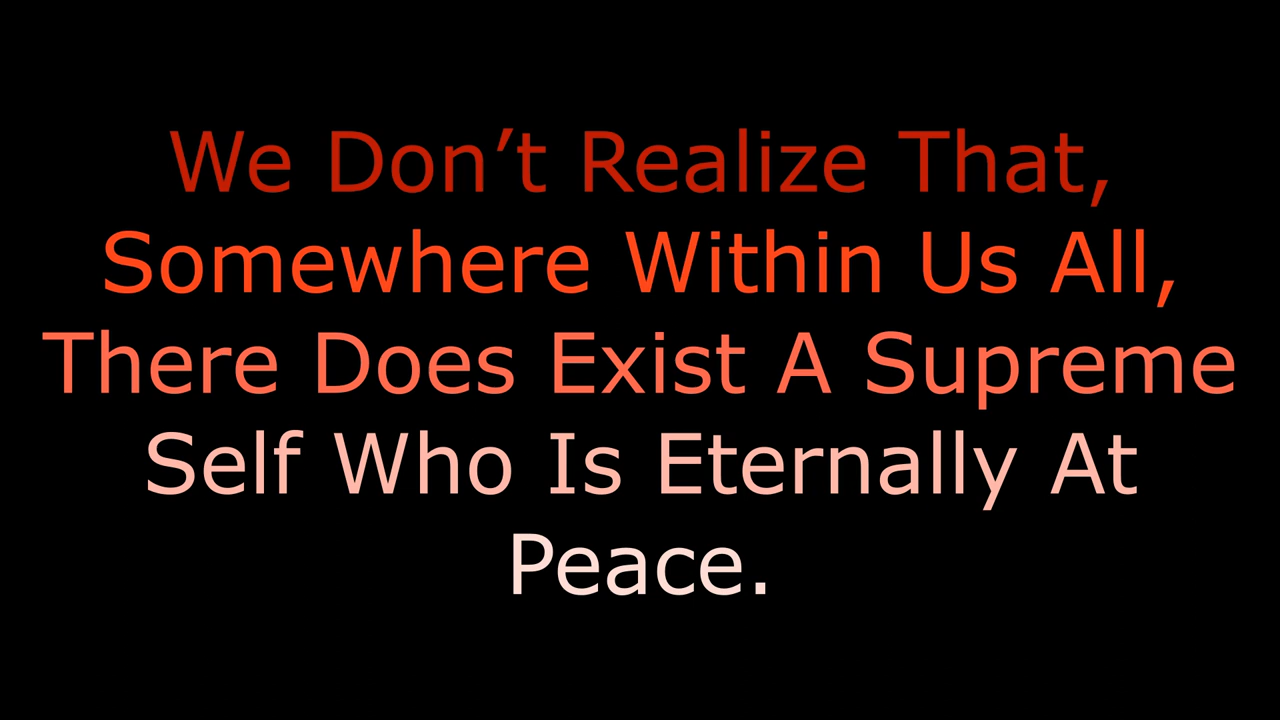 We Don’t Realize That,
Somewhere Within Us All,
There Does Exist A Supreme
Self Who Is Eternally At
Peace.